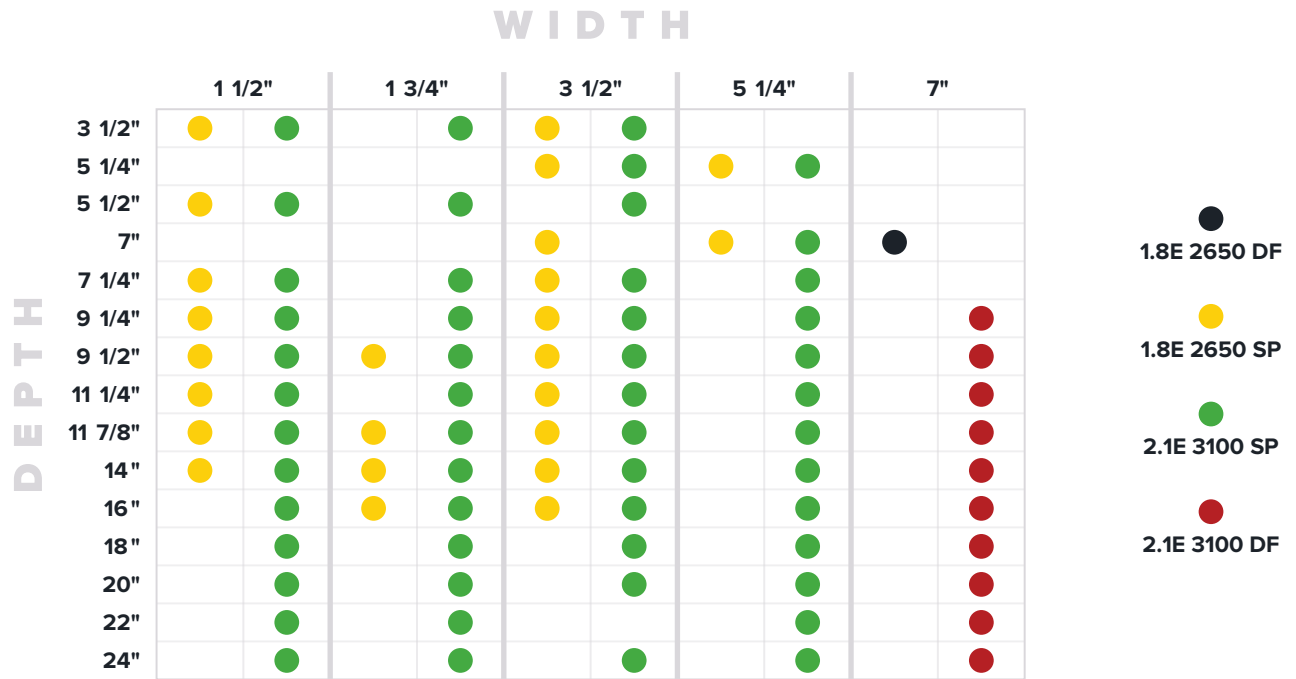 WIDTH
1 1/2" 1 3/4" 3 1/2" 5 1/4" 7"
DEPTH
3 1/2"
5 1/4"
5 1/2"
7"
7 1/4"
9 1/4"
9 1/2"
11 1/4"
11 7/8"
14"
16"
18"
20"
22"
24"
1.8E 2650 DF
1.8E 2650 SP
2.1E 3100 SP
2.1E 3100 DF